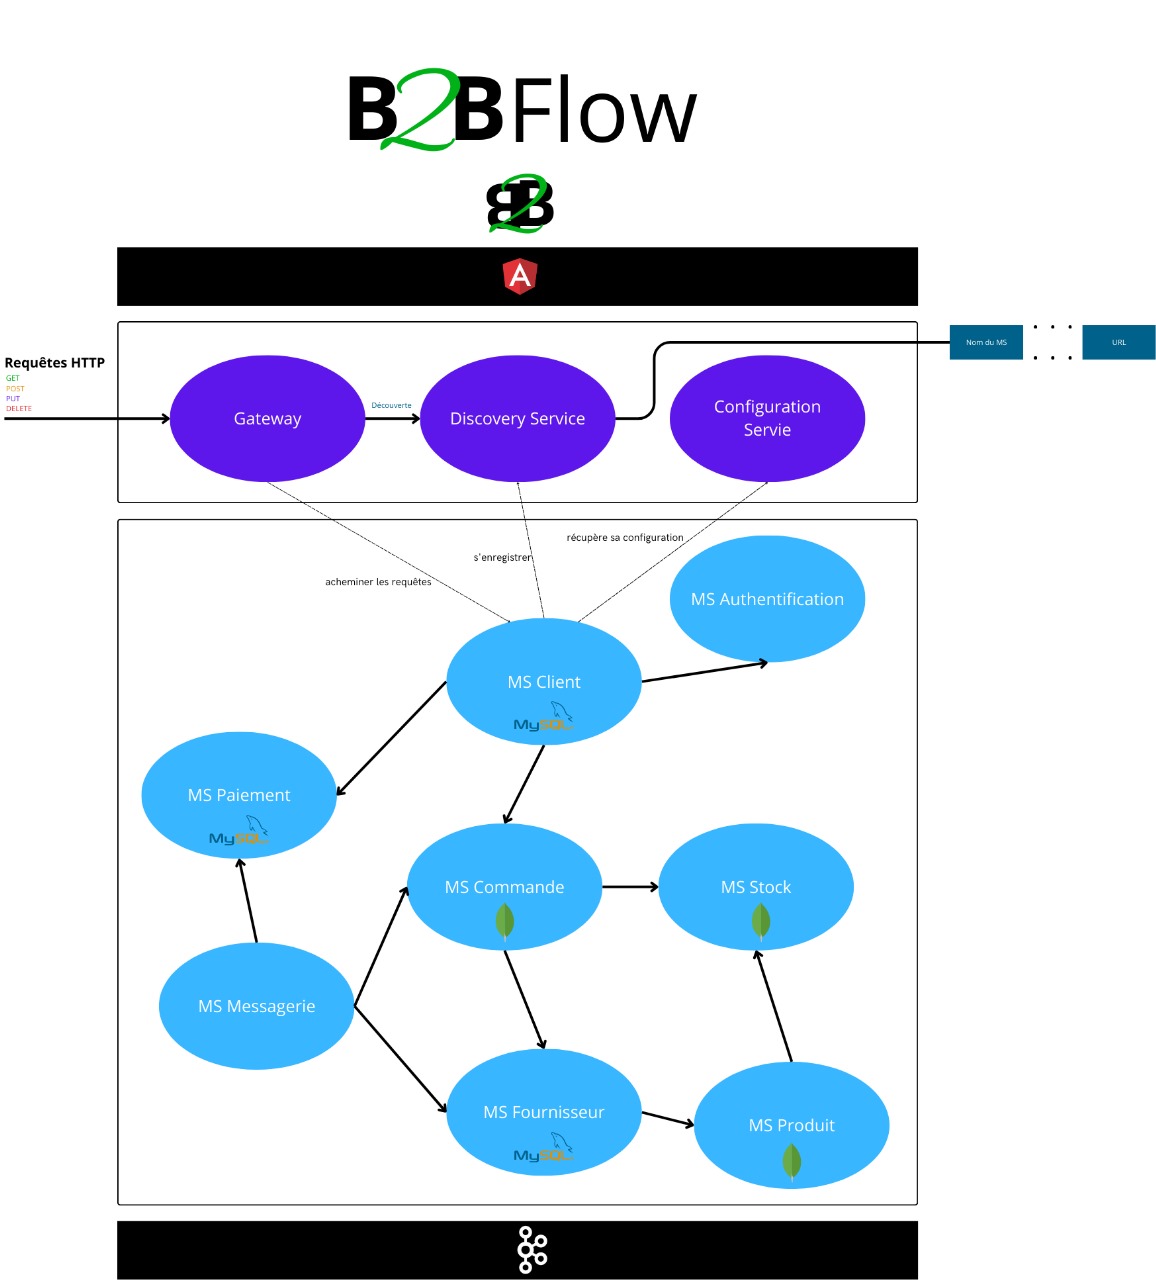 B2BFlow
B2B
Requêtes HTTP
GET
POST
PUT
DELETE
Gateway
Découverte
Discovery Service
Configuration
Servie
Nom du MS
URL
acheminer les requêtes
s'enregistrer
récupère sa configuration
MS Authentification
MS Client
MySQL
MS Paiement
MySQL
MS Commande
MS Stock
MS Messagerie
MS Fournisseur
MySQL
MS Produit